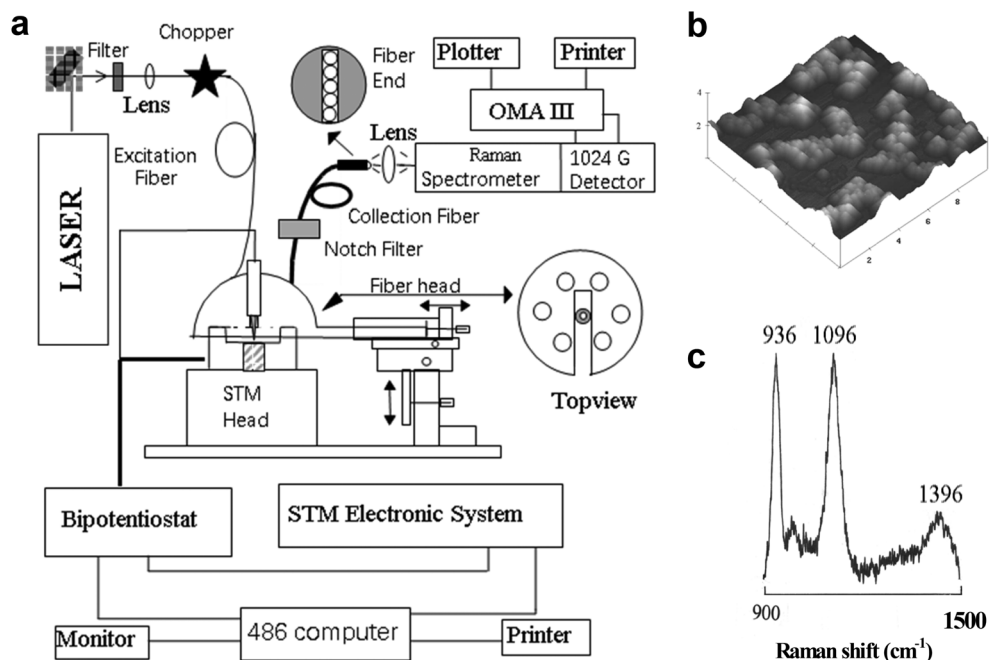 a
Filter
Chopper
Lens
Excitation
Fiber
LASER
Fiber
End
Lens
Plotter
Printer
OMA III
Raman
Spectrometer
1024 G
Detector
Collection Fiber
Notch Filter
Fiber head
Topview
STM
Head
Bipotentiostat
STM Electronic System
486 computer
Monitor
Printer
b
4
2
2
4
6
8
c
936
1096
1396
900
1500
Raman shift (cm⁻¹)